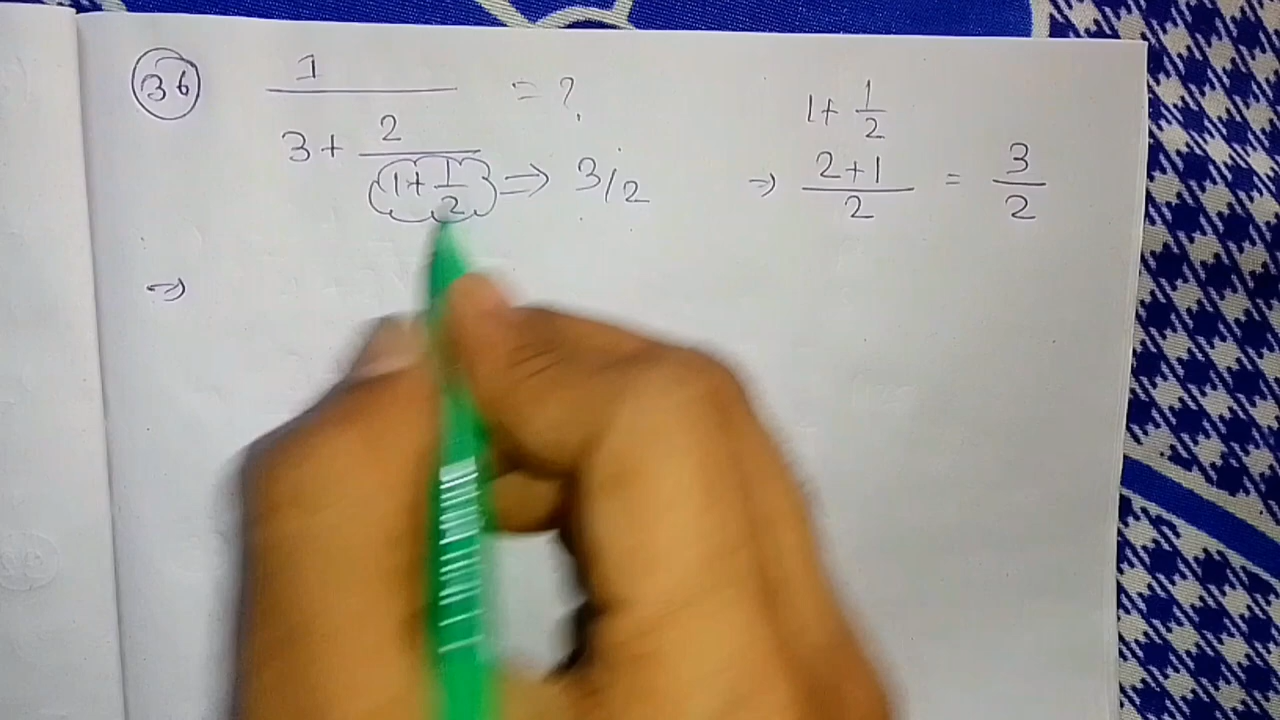 36
1 / (3 + 2 / (1 + 1/2)) = ?
⇒ 3/2
1 + 1/2
⇒ (2+1)/2 = 3/2
⇒